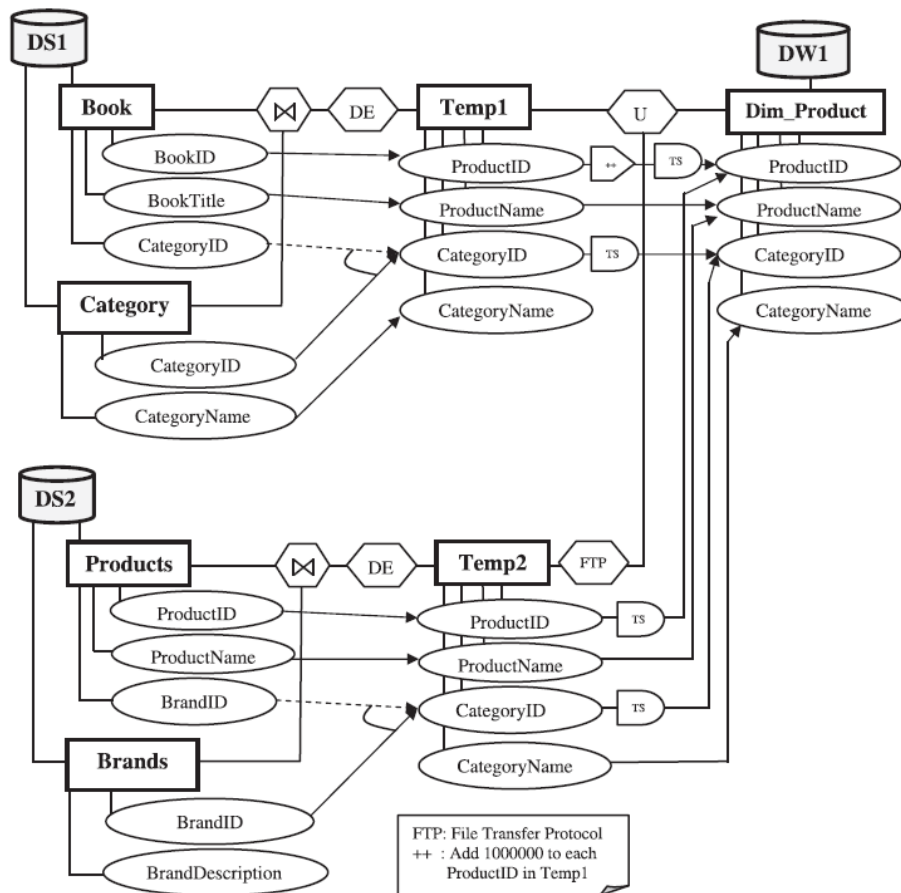 DS1
DW1
Book
⋈
DE
Temp1
U
Dim_Product
BookID
ProductID
++
TS
ProductID
BookTitle
ProductName
ProductName
CategoryID
CategoryID
TS
CategoryID
Category
CategoryName
CategoryName
CategoryID
CategoryName
DS2
Products
⋈
DE
Temp2
FTP
ProductID
ProductID
TS
ProductName
ProductName
BrandID
CategoryID
TS
Brands
CategoryName
BrandID
BrandDescription
FTP: File Transfer Protocol
++ : Add 1000000 to each
ProductID in Temp1